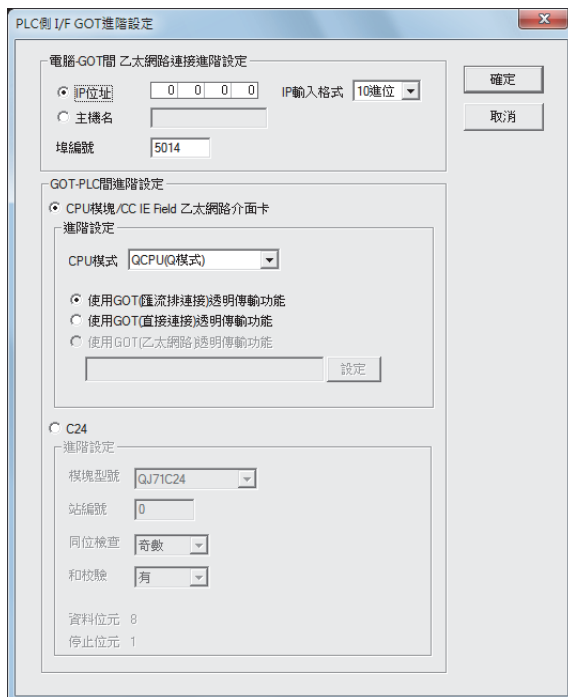 PLC側 I/F GOT進階設定
電腦-GOT間 乙太網路連接進階設定
IP位址 0 0 0 0 IP輸入格式 10進位
主機名
埠編號 5014
確定
取消
GOT-PLC間進階設定
CPU模塊/CC IE Field 乙太網路介面卡
進階設定
CPU模式 QCPU(Q模式)
使用GOT(匯流排連接)透明傳輸功能
使用GOT(直接連接)透明傳輸功能
使用GOT(乙太網路)透明傳輸功能
設定
C24
進階設定
模塊型號 QJ71C24
站編號 0
同位檢查 奇數
和校驗 有
資料位元 8
停止位元 1